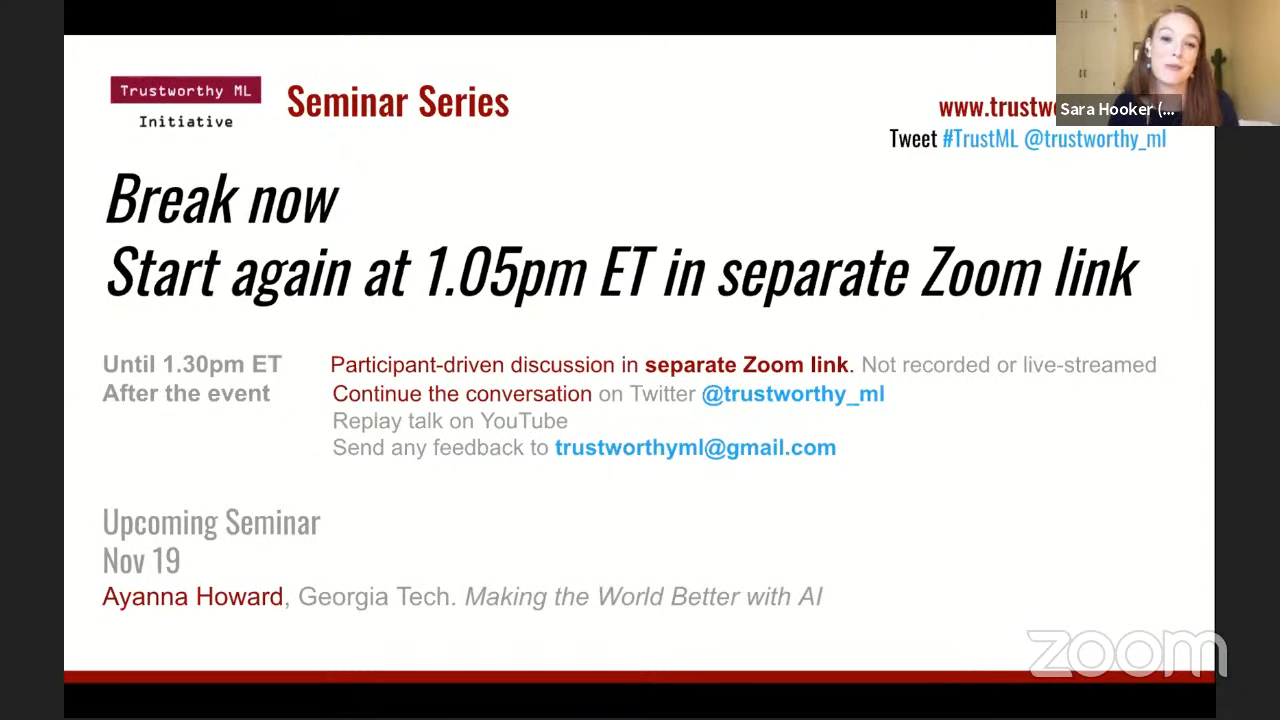 Trustworthy ML
Initiative
Seminar Series
www.trustw
Sara Hooker (...
Tweet #TrustML @trustworthy_ml
Break now
Start again at 1.05pm ET in separate Zoom link
Until 1.30pm ET Participant-driven discussion in separate Zoom link. Not recorded or live-streamed
After the event Continue the conversation on Twitter @trustworthy_ml
Replay talk on YouTube
Send any feedback to trustworthyml@gmail.com
Upcoming Seminar
Nov 19
Ayanna Howard, Georgia Tech. Making the World Better with AI
zoom